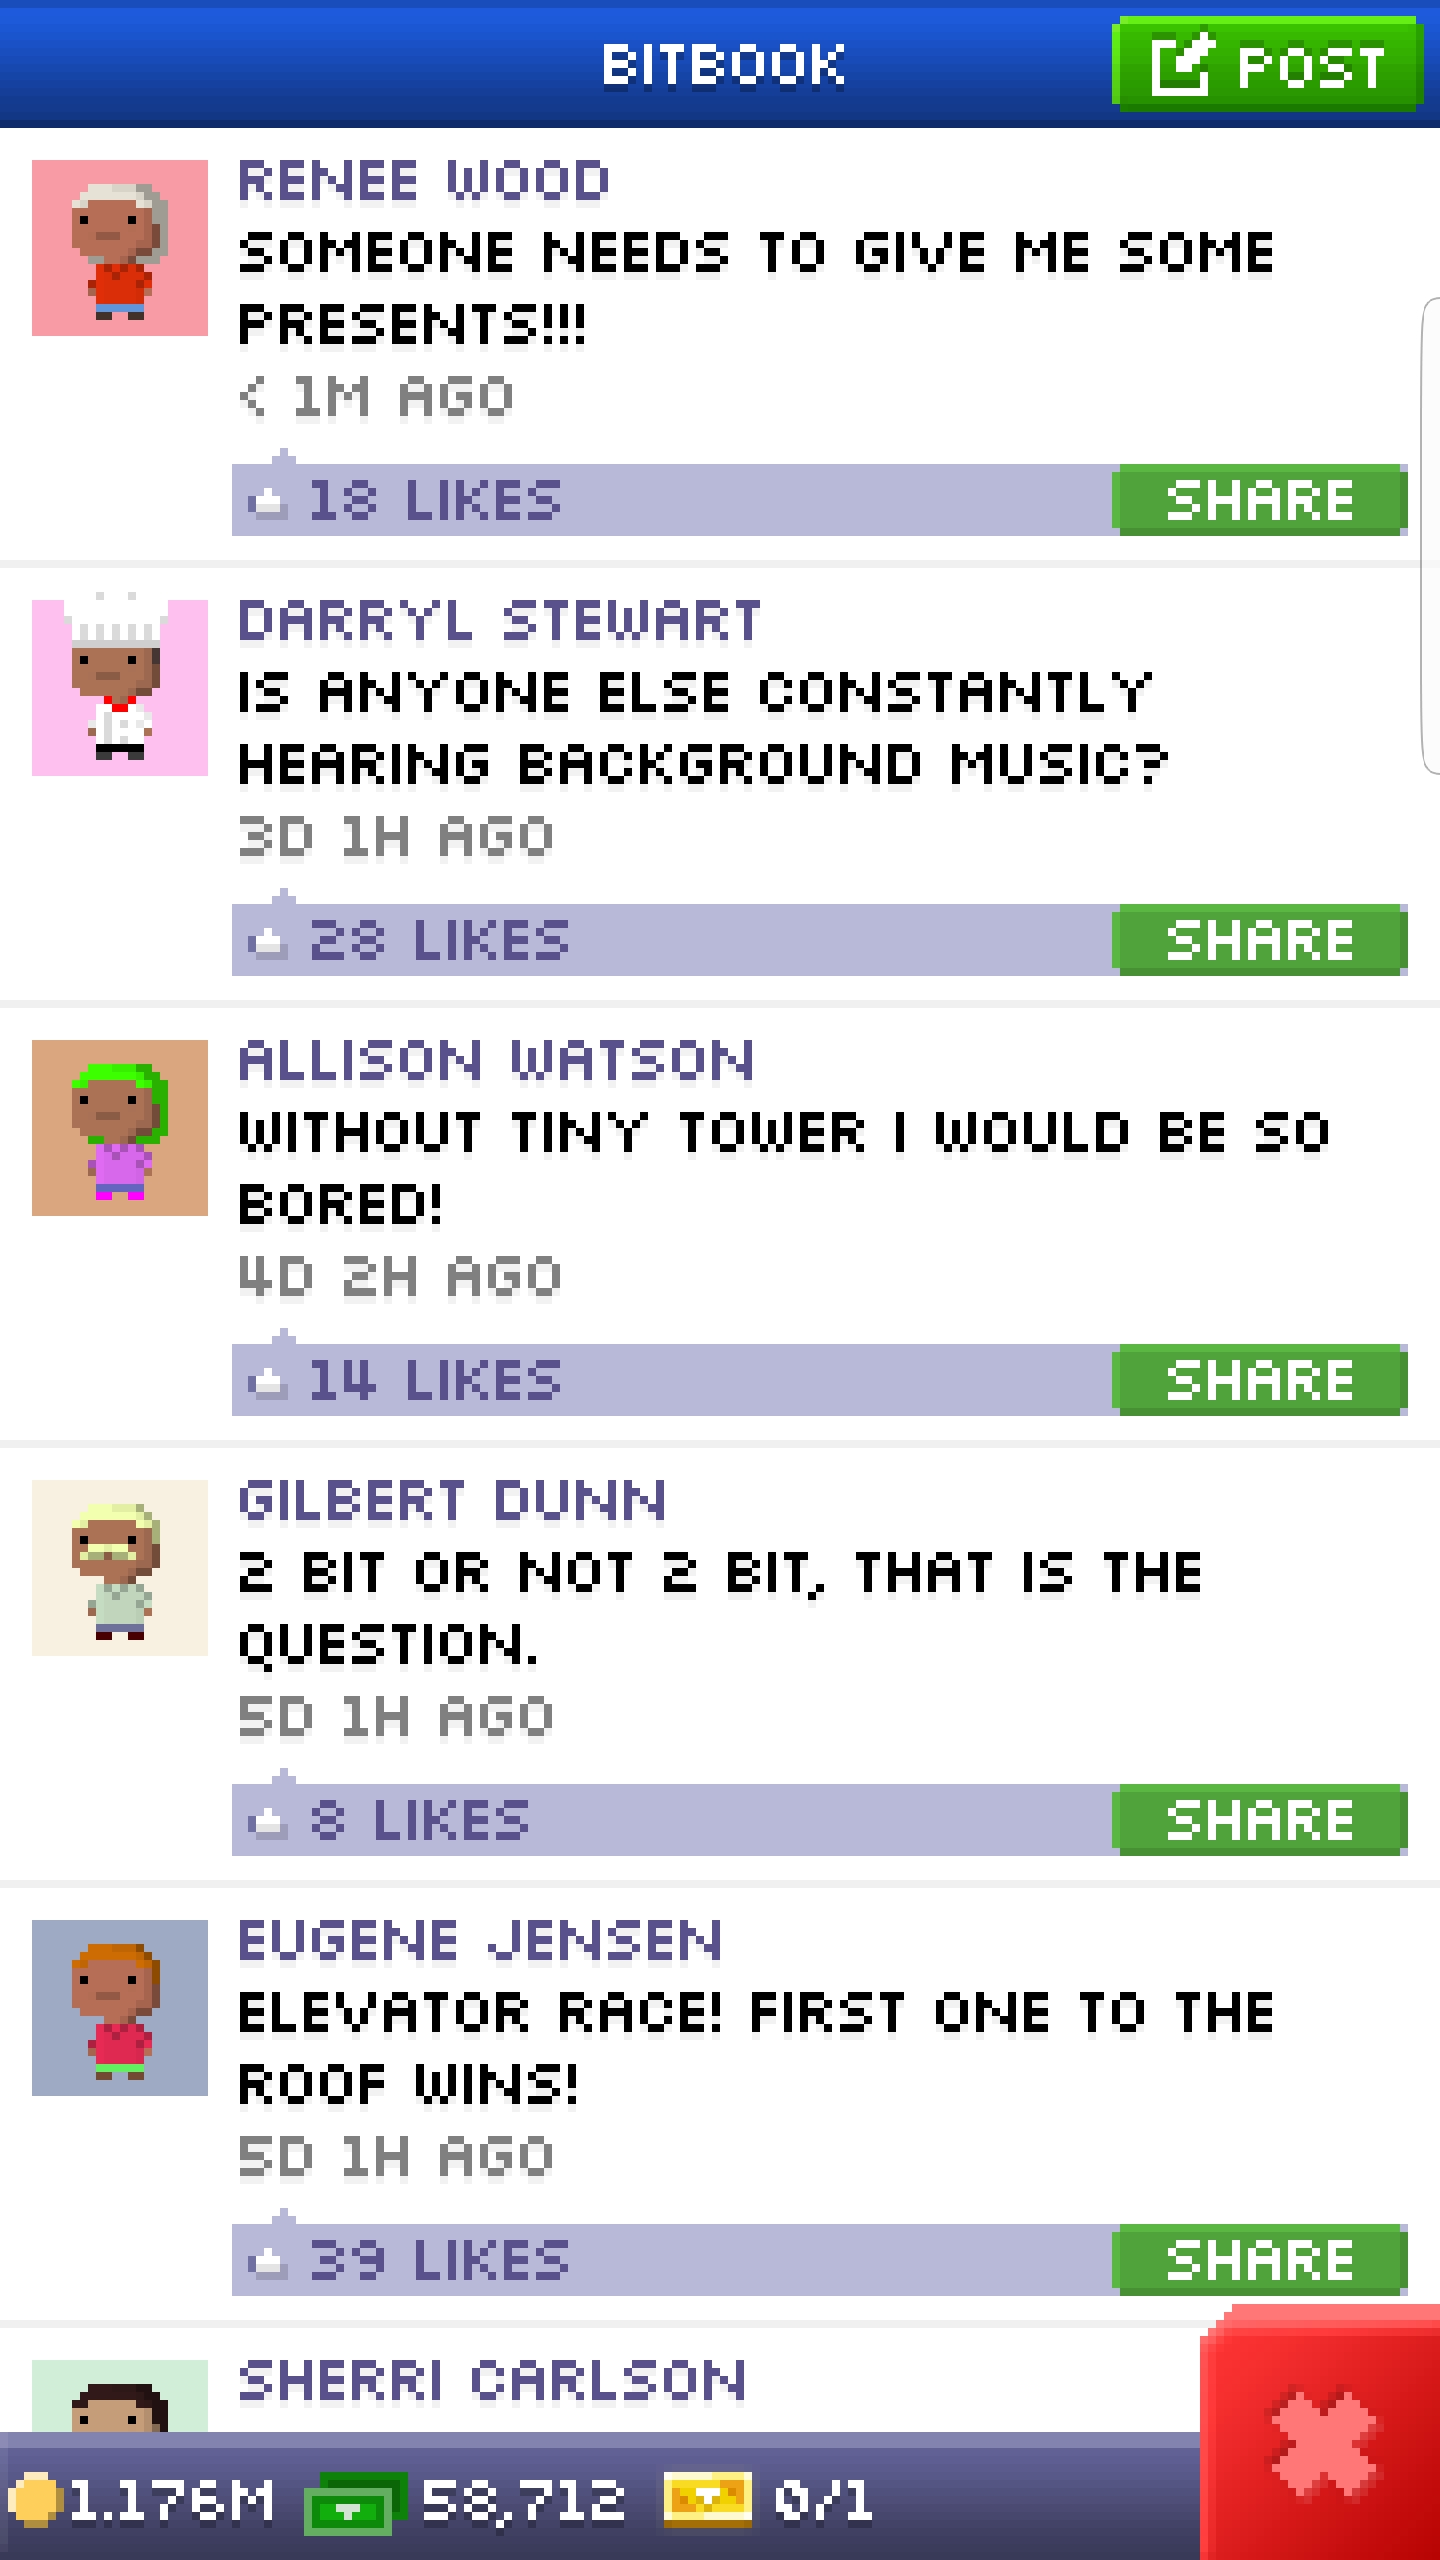 BITBOOK
POST
RENEE WOOD
SOMEONE NEEDS TO GIVE ME SOME
PRESENTS!!!
< 1M AGO
18 LIKES
SHARE
DARRYL STEWART
IS ANYONE ELSE CONSTANTLY
HEARING BACKGROUND MUSIC?
3D 1H AGO
28 LIKES
SHARE
ALLISON WATSON
WITHOUT TINY TOWER I WOULD BE SO
BORED!
4D 2H AGO
14 LIKES
SHARE
GILBERT DUNN
2 BIT OR NOT 2 BIT, THAT IS THE
QUESTION.
5D 1H AGO
8 LIKES
SHARE
EUGENE JENSEN
ELEVATOR RACE! FIRST ONE TO THE
ROOF WINS!
5D 1H AGO
39 LIKES
SHARE
SHERRI CARLSON
1.176M 58,712 0/1